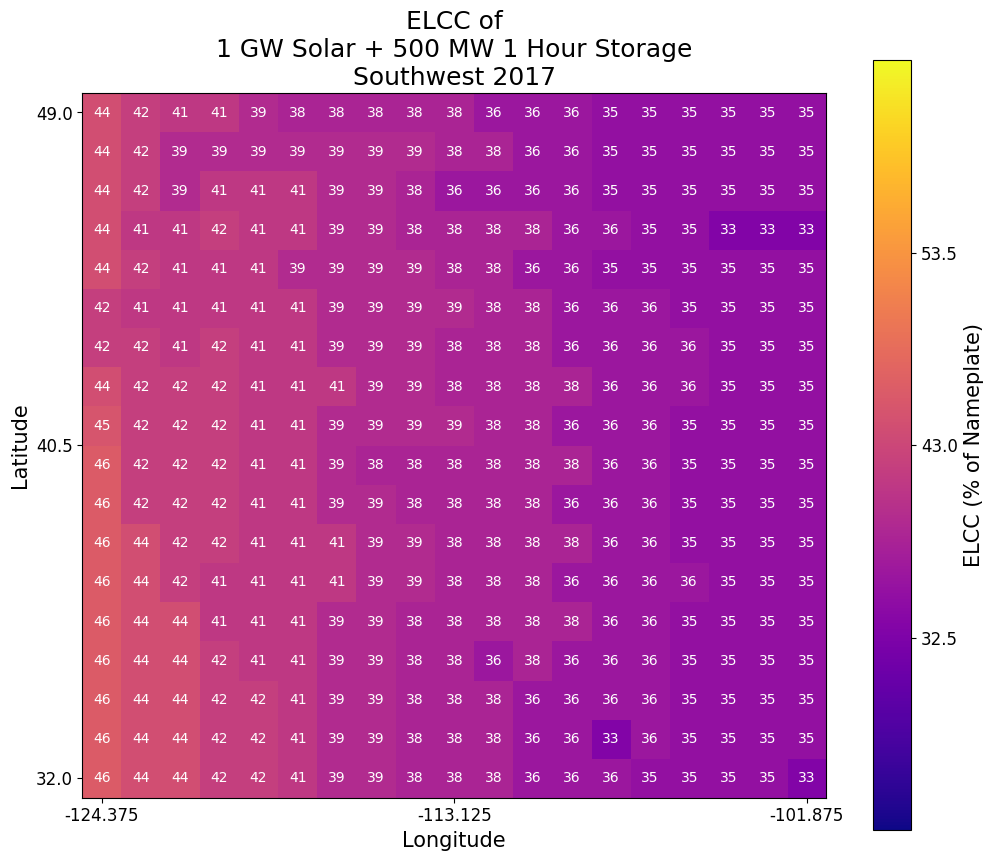 ELCC of
1 GW Solar + 500 MW 1 Hour Storage
Southwest 2017
49.0
44 42 41 41 39 38 38 38 38 38 36 36 36 35 35 35 35 35 35
44 42 39 39 39 39 39 39 39 38 38 36 36 35 35 35 35 35 35
44 42 39 41 41 41 39 39 38 36 36 36 36 35 35 35 35 35 35
44 41 41 42 41 41 39 39 38 38 38 38 36 36 35 35 33 33 33
44 42 41 41 41 39 39 39 39 38 38 36 36 35 35 35 35 35 35
42 41 41 41 41 41 39 39 39 39 38 38 36 36 36 35 35 35 35
42 42 41 42 41 41 39 39 39 38 38 38 36 36 36 36 35 35 35
44 42 42 42 41 41 41 39 39 38 38 38 38 36 36 36 35 35 35
45 42 42 42 41 41 39 39 39 39 38 38 36 36 36 35 35 35 35
40.5
46 42 42 42 41 41 39 38 38 38 38 38 38 36 36 35 35 35 35
46 42 42 42 41 41 39 39 38 38 38 38 36 36 36 35 35 35 35
46 44 42 42 41 41 41 39 39 38 38 38 38 36 36 35 35 35 35
46 44 42 41 41 41 41 39 39 38 38 38 36 36 36 36 35 35 35
46 44 44 41 41 41 39 39 38 38 38 38 38 36 36 35 35 35 35
46 44 44 42 41 41 39 39 38 38 36 38 36 36 36 35 35 35 35
46 44 44 42 42 41 39 39 38 38 38 36 36 36 36 35 35 35 35
46 44 44 42 42 41 39 39 38 38 38 36 36 33 36 35 35 35 35
32.0
46 44 44 42 42 41 39 39 38 38 38 36 36 36 35 35 35 35 33
-124.375 -113.125 -101.875
Longitude
Latitude
53.5
43.0
32.5
ELCC (% of Nameplate)